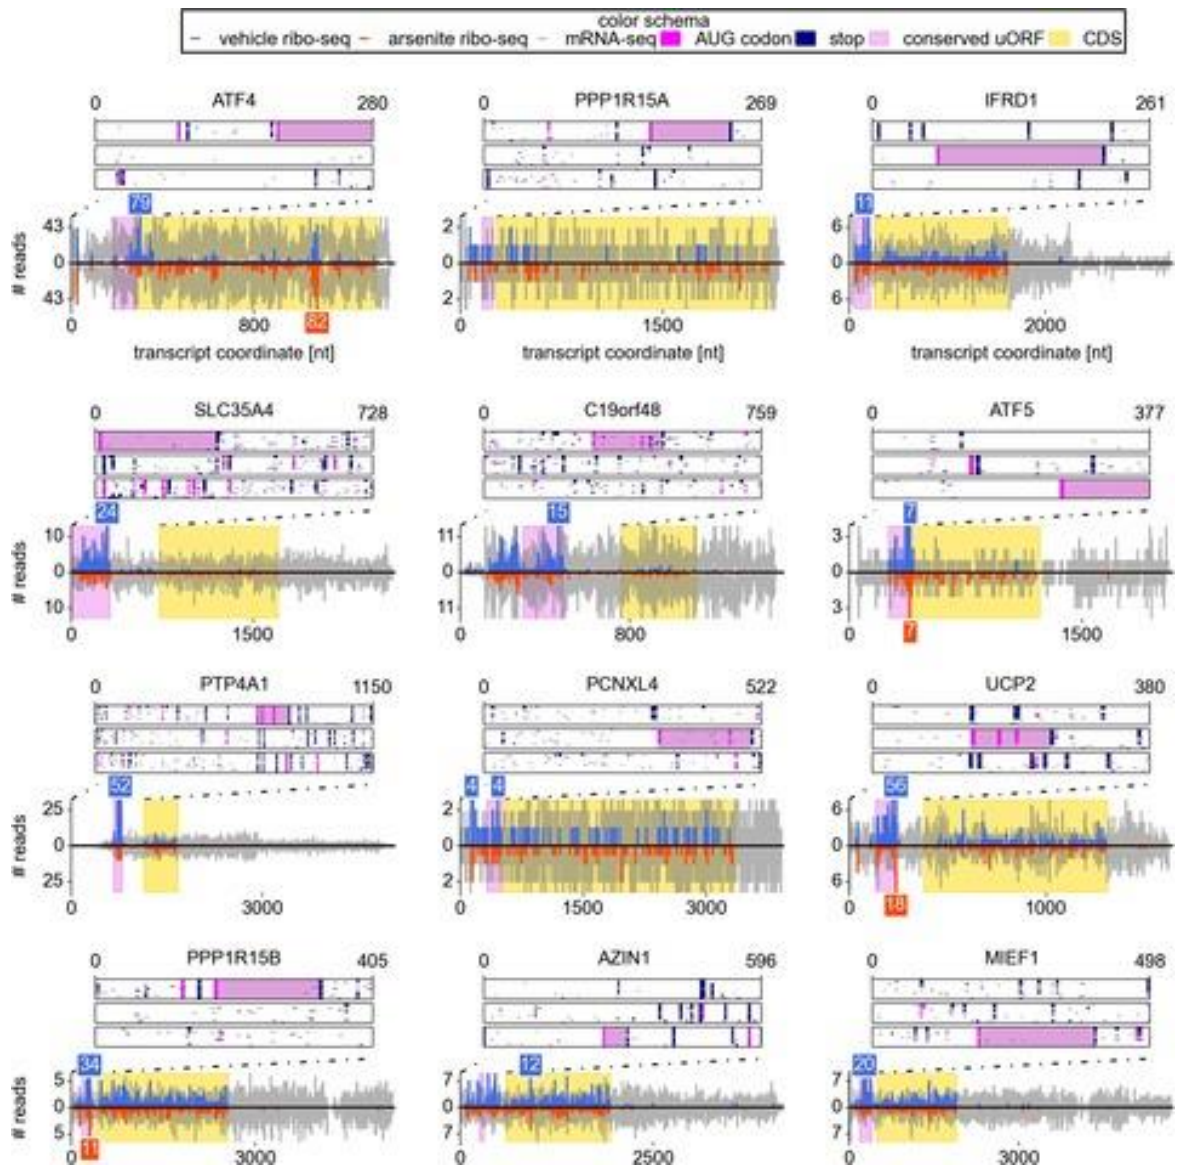 color schema
vehicle ribo-seq arsenite ribo-seq mRNA-seq AUG codon stop conserved uORF CDS
0 ATF4 280
0 PPP1R15A 269
0 IFRD1 261
79
11
# reads
43
0
43
2
0
2
6
0
6
0 800
82
0 1500
0 2000
transcript coordinate [nt]
transcript coordinate [nt]
transcript coordinate [nt]
0 SLC35A4 728
0 C19orf48 759
0 ATF5 377
24
15
7
# reads
10
0
10
11
0
11
3
0
3
0 1500
0 800
0 1500
7
0 PTP4A1 1150
0 PCNXL4 522
0 UCP2 380
52
4 4
56
# reads
25
0
25
2
0
2
6
0
6
0 3000
0 1500 3000
0 1000
18
0 PPP1R15B 405
0 AZIN1 596
0 MIEF1 498
34
12
20
# reads
5
0
5
7
0
7
7
0
7
0 3000
11
0 2500
0 3000